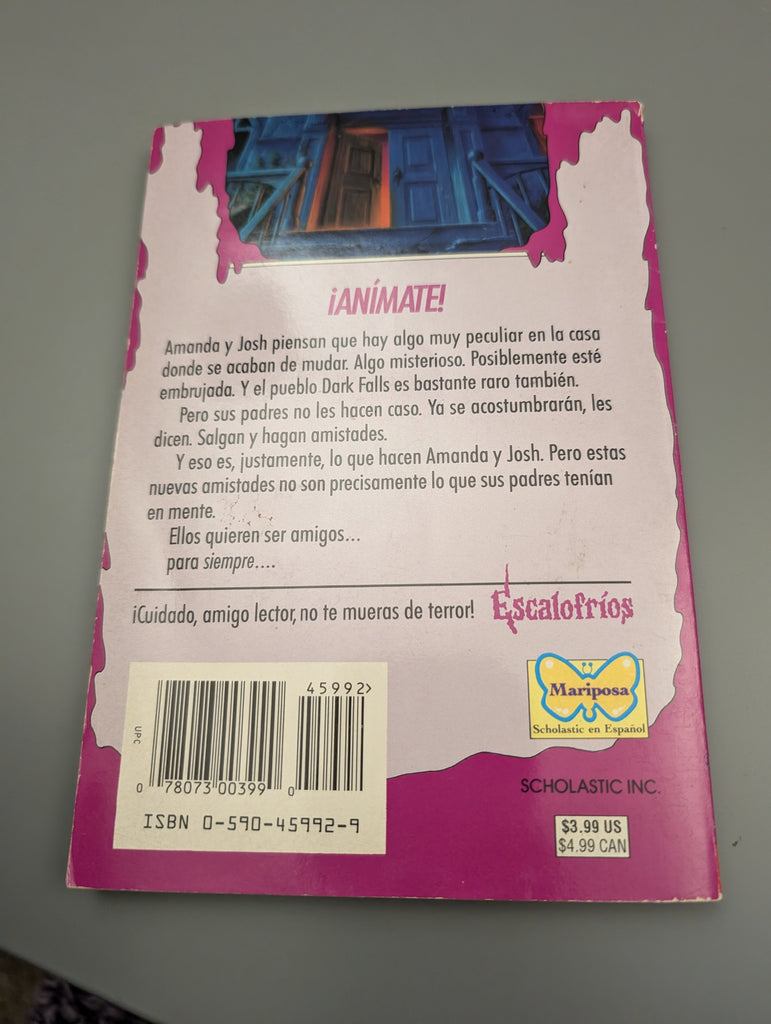 ¡ANÍMATE!
Amanda y Josh piensan que hay algo muy peculiar en la casa
donde se acaban de mudar. Algo misterioso. Posiblemente esté
embrujada. Y el pueblo Dark Falls es bastante raro también.
Pero sus padres no les hacen caso. Ya se acostumbrarán, les
dicen. Salgan y hagan amistades.
Y eso es, justamente, lo que hacen Amanda y Josh. Pero estas
nuevas amistades no son precisamente lo que sus padres tenían
en mente.
Ellos quieren ser amigos...
para siempre....
¡Cuidado, amigo lector, no te mueras de terror!
Escalofríos
45992>
UPC
0 78073 00399 0
ISBN 0-590-45992-9
Mariposa
Scholastic en Español
SCHOLASTIC INC.
$3.99 US
$4.99 CAN